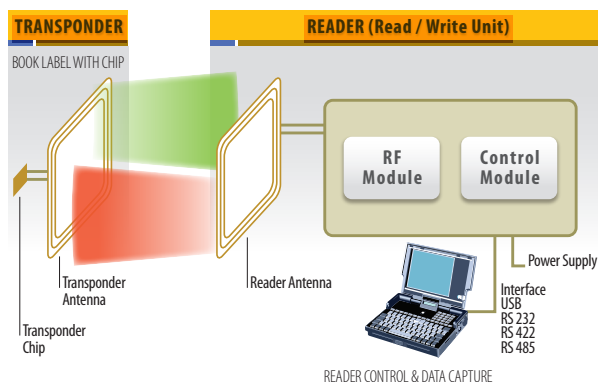 TRANSPONDER
READER (Read / Write Unit)
BOOK LABEL WITH CHIP
RF
Module
Control
Module
Transponder
Antenna
Reader Antenna
Power Supply
Interface
USB
RS 232
RS 422
RS 485
Transponder
Chip
READER CONTROL & DATA CAPTURE